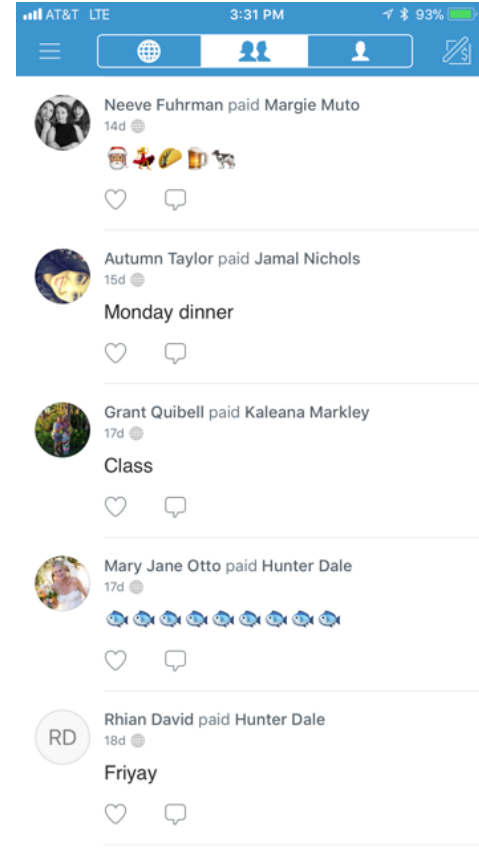 AT&T LTE 3:31 PM 93%
Neeve Fuhrman paid Margie Muto
14d
🎅🏼💃🌮🍺🐕
Autumn Taylor paid Jamal Nichols
15d
Monday dinner
Grant Quibell paid Kaleana Markley
17d
Class
Mary Jane Otto paid Hunter Dale
17d
🐟🐟🐟🐟🐟🐟🐟🐟🐟
RD
Rhian David paid Hunter Dale
18d
Friyay